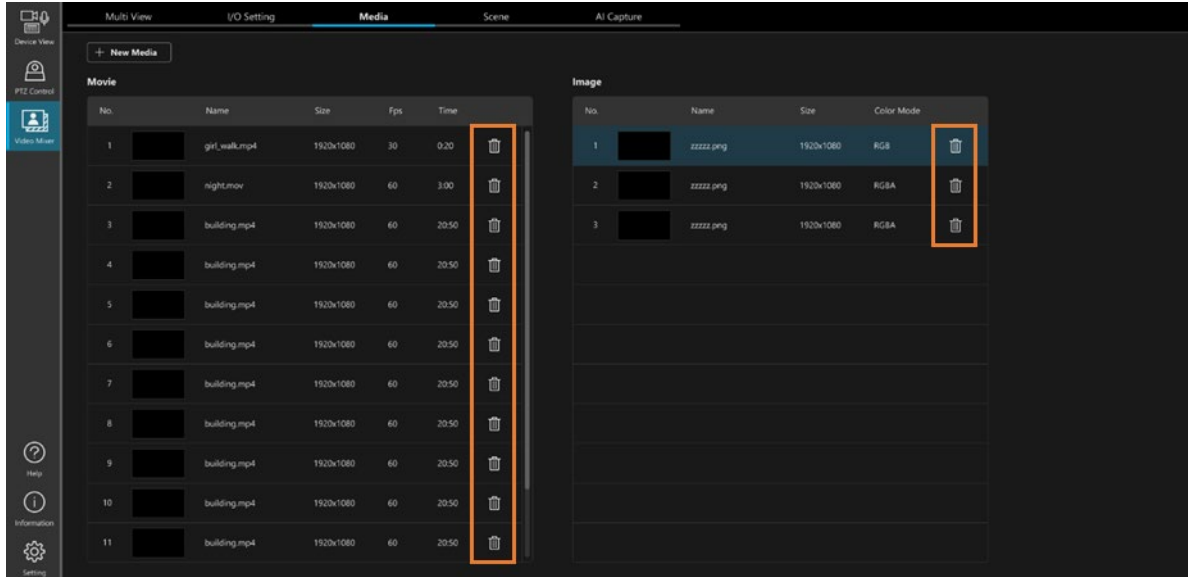 Multi View I/O Setting Media Scene AI Capture
Device View
PTZ Control
Video Mixer
Help
Information
Setting
+ New Media
Movie
No. Name Size Fps Time
1 girl_walk.mp4 1920x1080 30 0:20
2 night.mov 1920x1080 60 3:00
3 building.mp4 1920x1080 60 20:50
4 building.mp4 1920x1080 60 20:50
5 building.mp4 1920x1080 60 20:50
6 building.mp4 1920x1080 60 20:50
7 building.mp4 1920x1080 60 20:50
8 building.mp4 1920x1080 60 20:50
9 building.mp4 1920x1080 60 20:50
10 building.mp4 1920x1080 60 20:50
11 building.mp4 1920x1080 60 20:50
Image
No. Name Size Color Mode
1 zzzzz.png 1920x1080 RGB
2 zzzzz.png 1920x1080 RGBA
3 zzzzz.png 1920x1080 RGBA